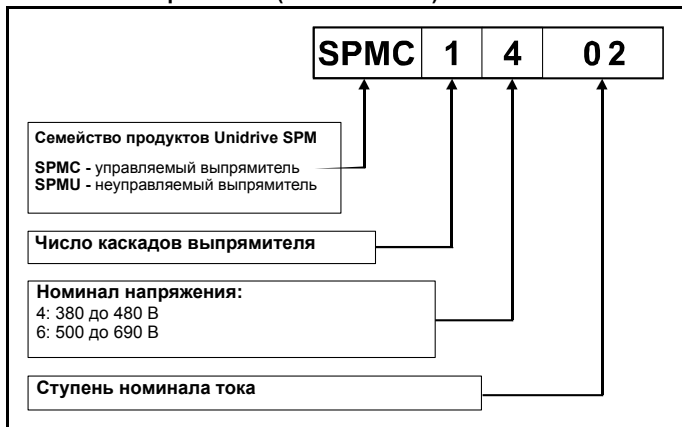 SPMC 1 4 02
Семейство продуктов Unidrive SPM
SPMC - управляемый выпрямитель
SPMU - неуправляемый выпрямитель
Число каскадов выпрямителя
Номинал напряжения:
4: 380 до 480 В
6: 500 до 690 В
Ступень номинала тока